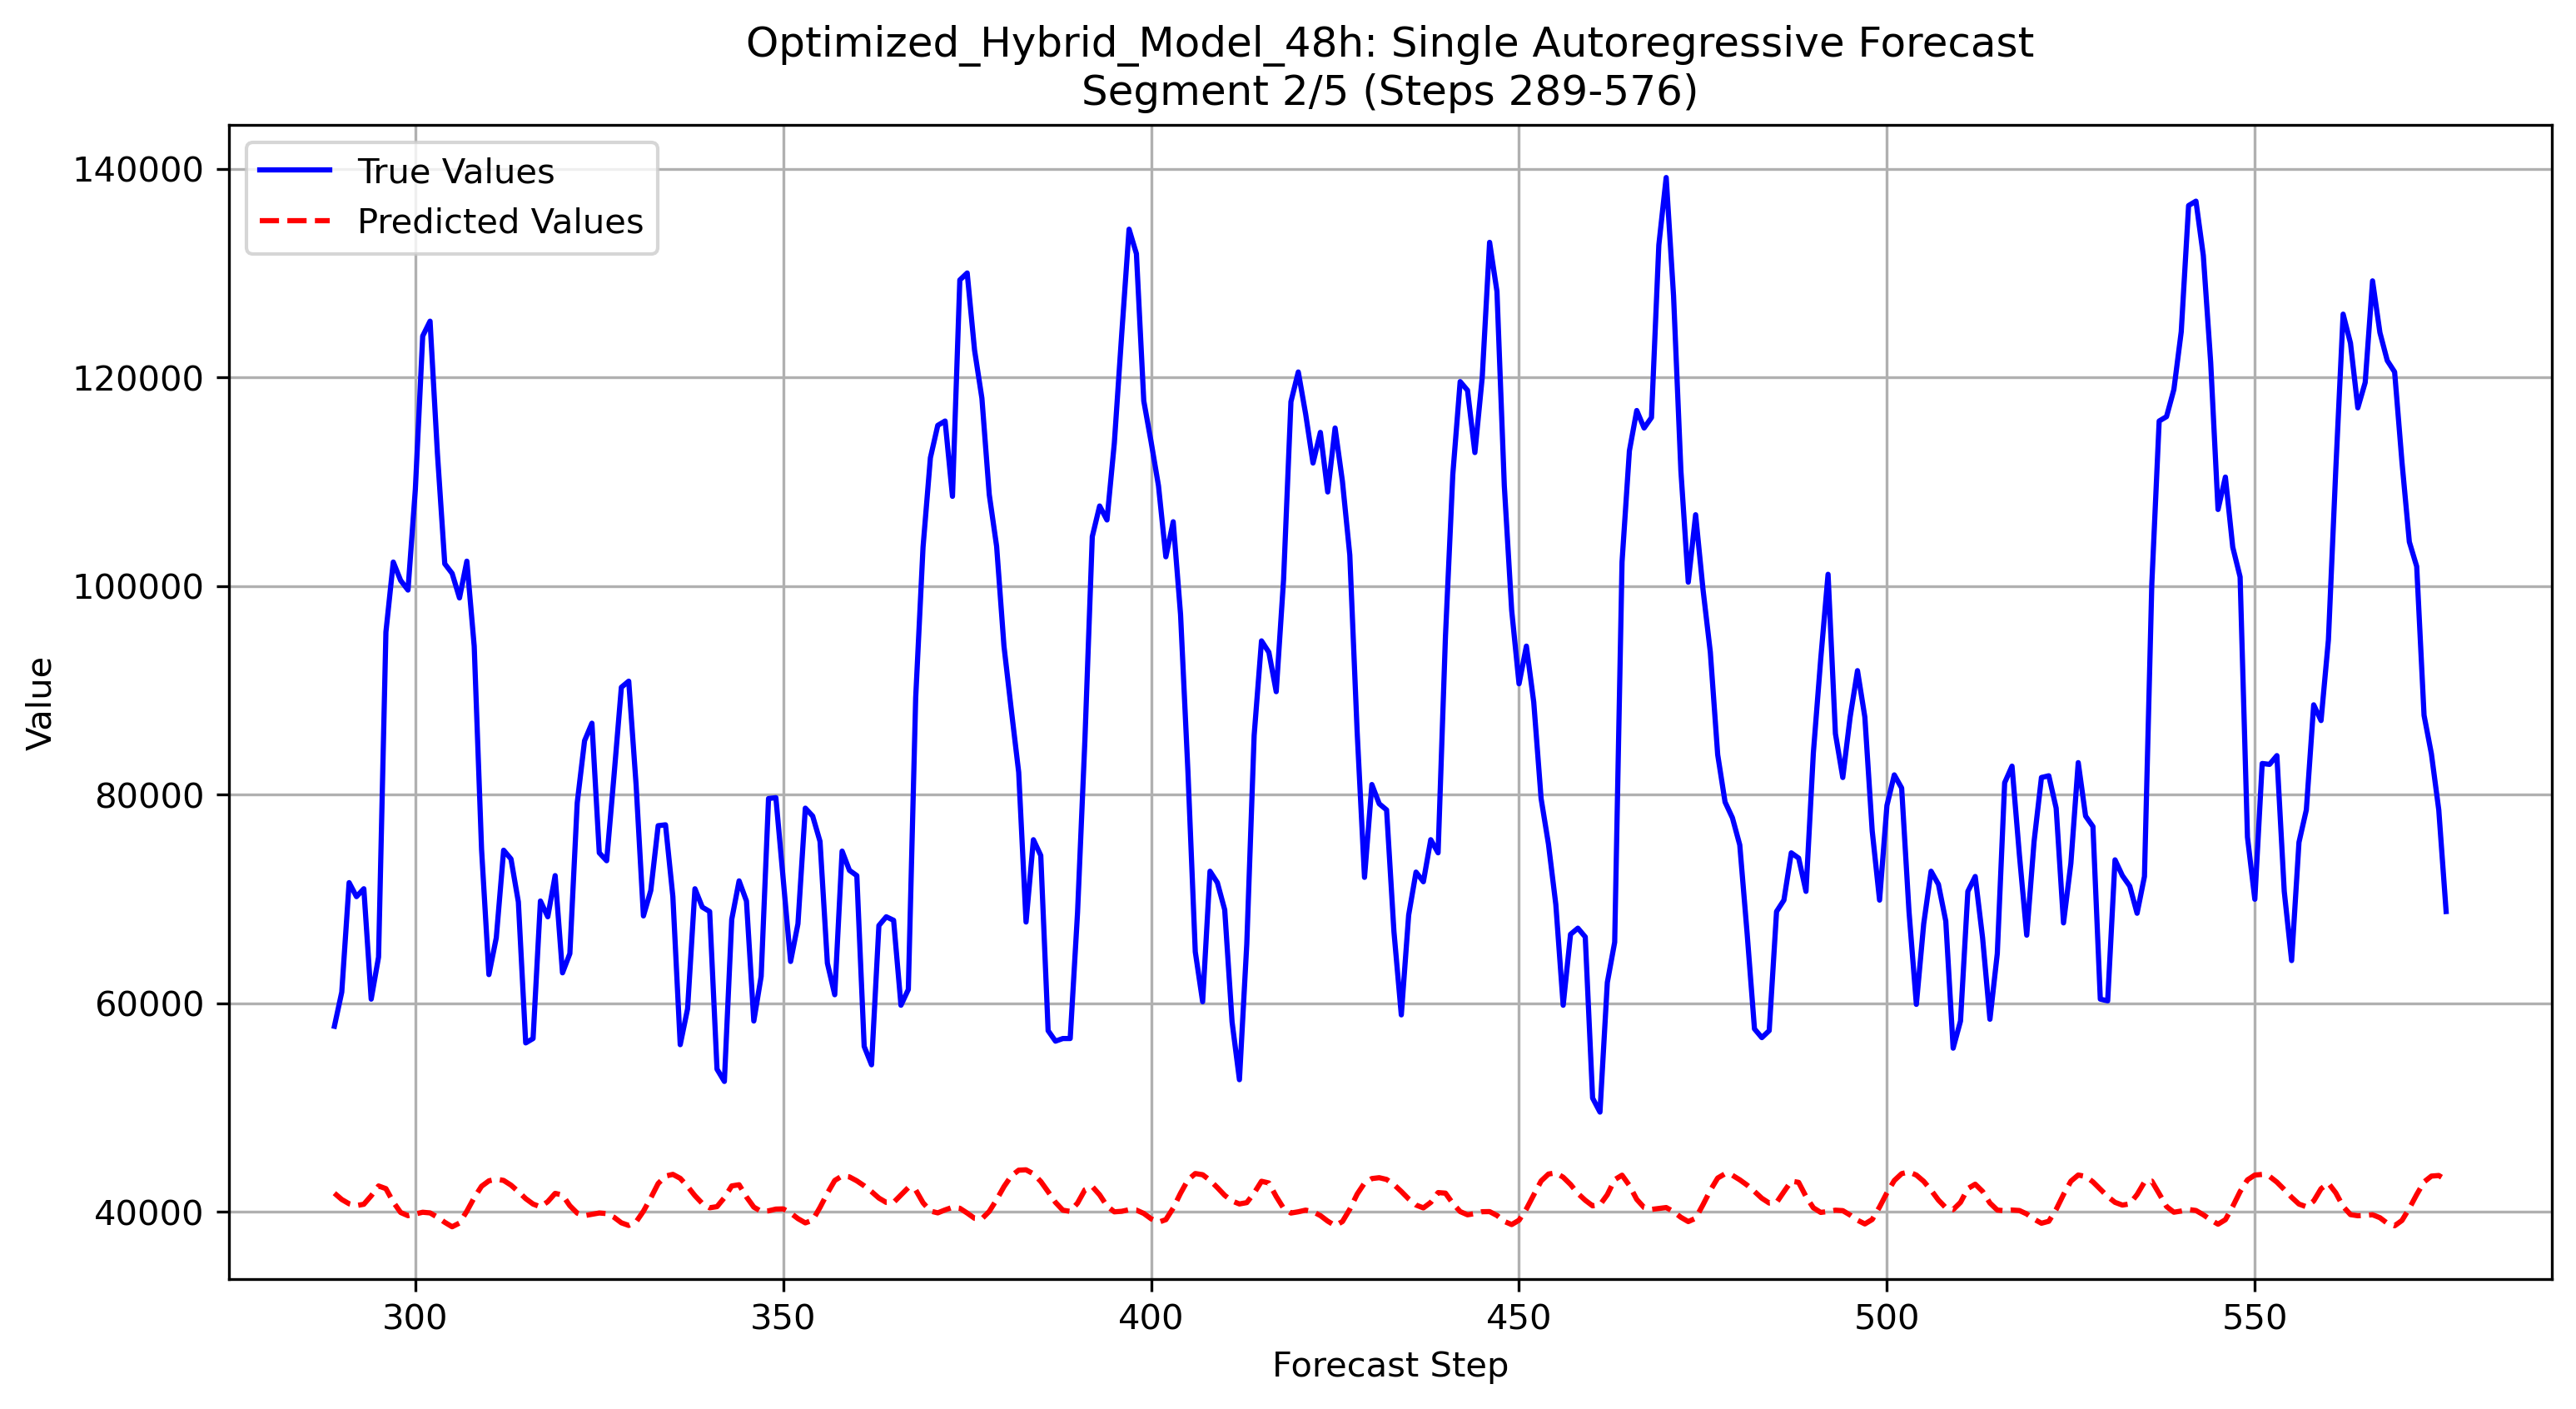 Optimized_Hybrid_Model_48h: Single Autoregressive Forecast
Segment 2/5 (Steps 289-576)
True Values
Predicted Values
Value
140000
120000
100000
80000
60000
40000
300
350
400
450
500
550
Forecast Step